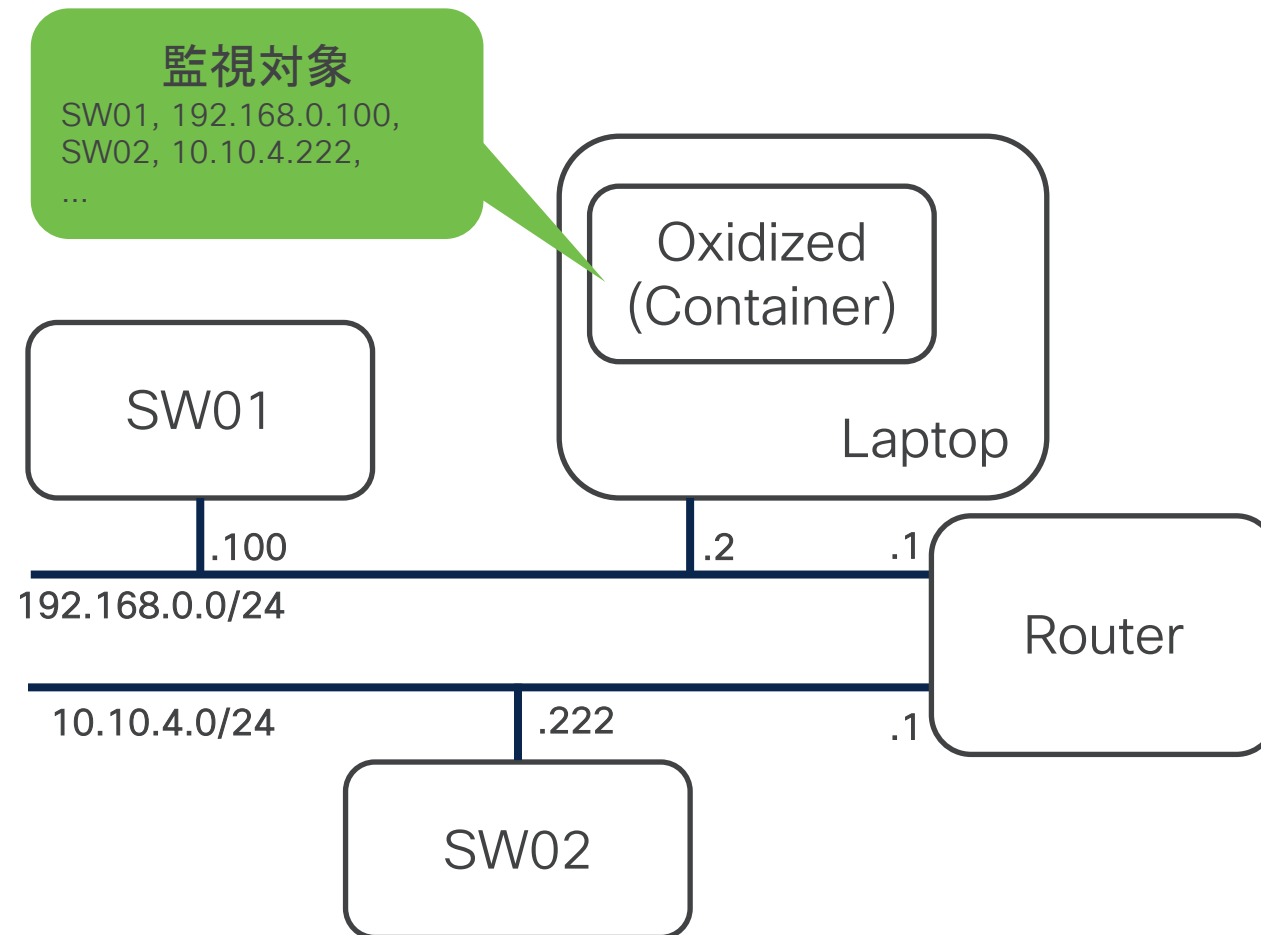 監視対象
SW01, 192.168.0.100,
SW02, 10.10.4.222,
...
Oxidized
(Container)
Laptop
SW01
.100
.2
.1
192.168.0.0/24
Router
10.10.4.0/24
.222
.1
SW02